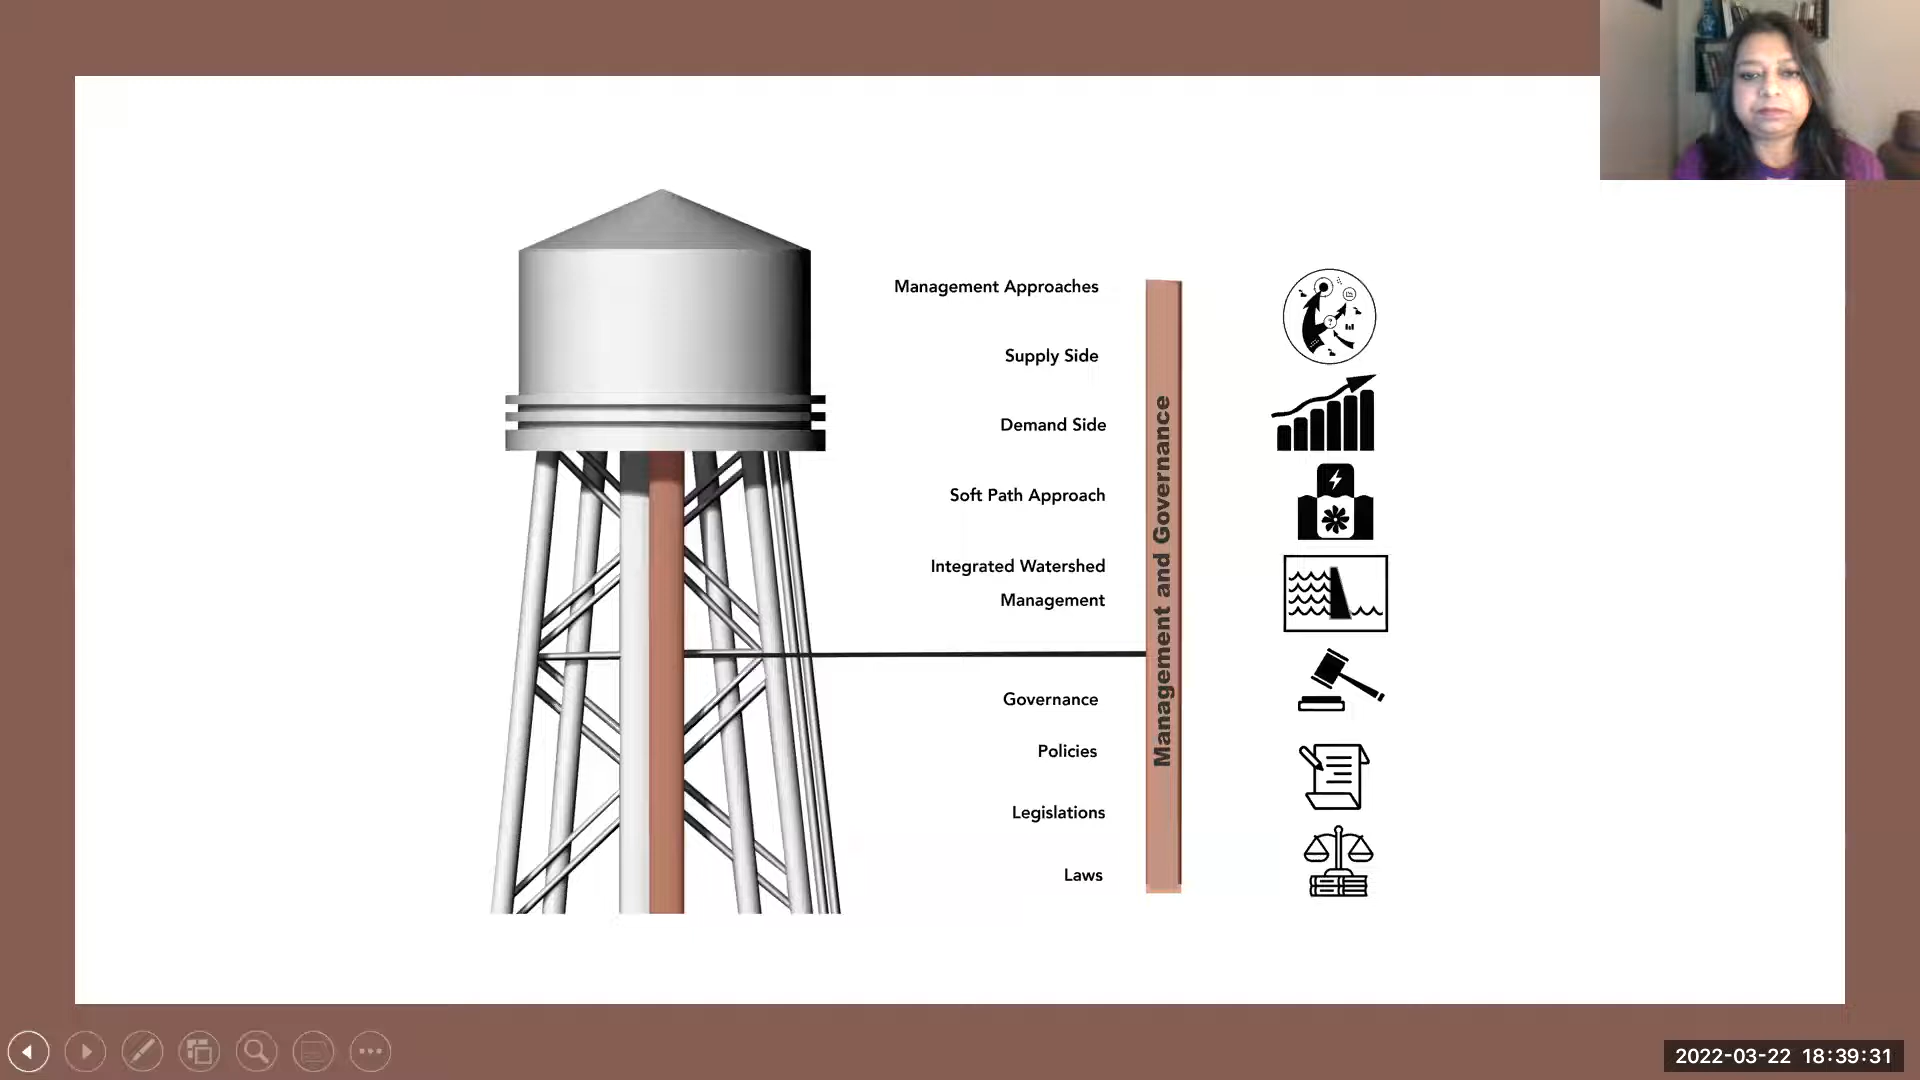 Management Approaches
Supply Side
Demand Side
Soft Path Approach
Integrated Watershed
Management
Governance
Policies
Legislations
Laws
Management and Governance
2022-03-22 18:39:31